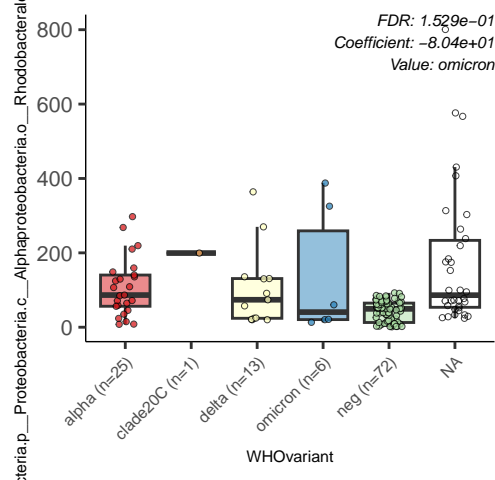 FDR: 1.529e−01
Coefficient: −8.04e+01
Value: omicron
800
600
400
200
0
alpha (n=25)
clade20C (n=1)
delta (n=13)
omicron (n=6)
neg (n=72)
NA
WHOvariant
cteria.p__Proteobacteria.c__Alphaproteobacteria.o__Rhodobacterale